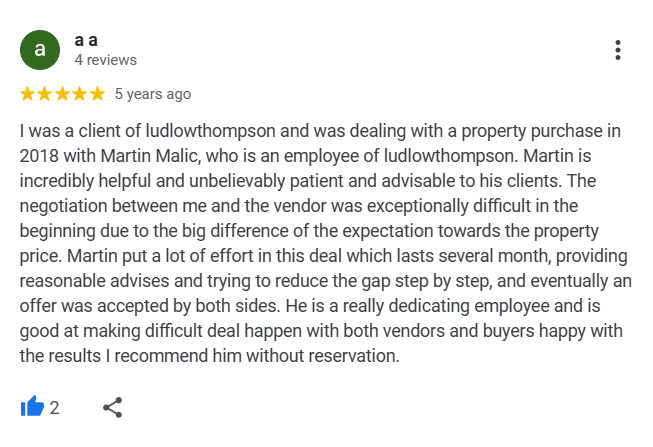 a
a a
4 reviews
5 years ago
I was a client of ludlowthompson and was dealing with a property purchase in
2018 with Martin Malic, who is an employee of ludlowthompson. Martin is
incredibly helpful and unbelievably patient and advisable to his clients. The
negotiation between me and the vendor was exceptionally difficult in the
beginning due to the big difference of the expectation towards the property
price. Martin put a lot of effort in this deal which lasts several month, providing
reasonable advises and trying to reduce the gap step by step, and eventually an
offer was accepted by both sides. He is a really dedicating employee and is
good at making difficult deal happen with both vendors and buyers happy with
the results I recommend him without reservation.
2